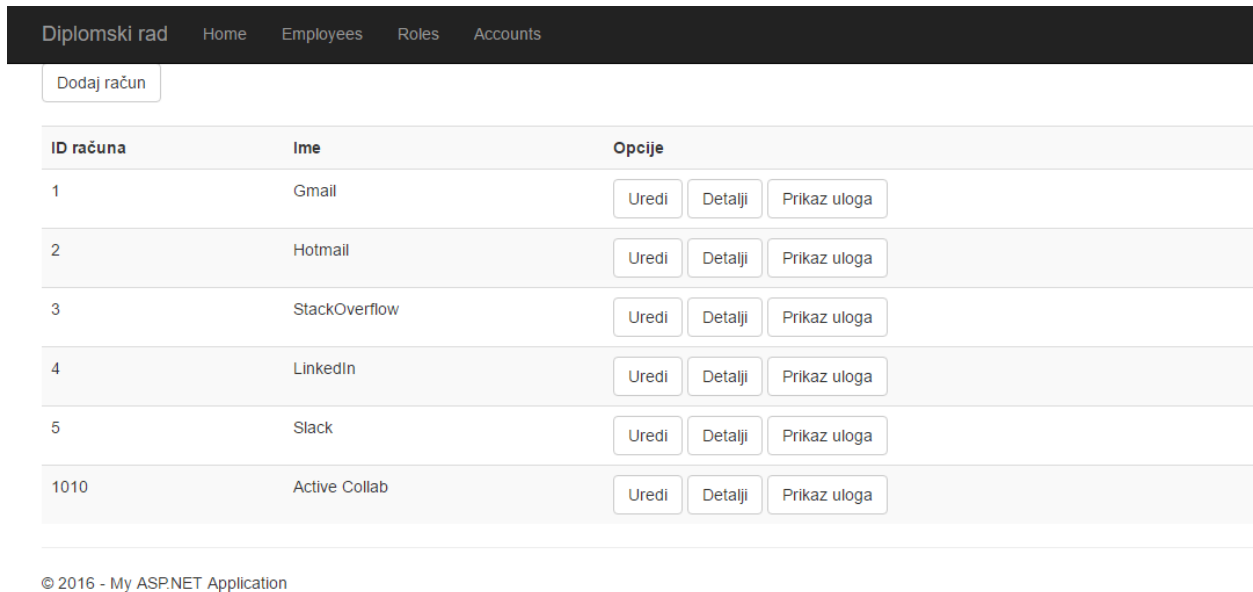 Diplomski rad Home Employees Roles Accounts
Dodaj račun
ID računa Ime Opcije
1 Gmail Uredi Detalji Prikaz uloga
2 Hotmail Uredi Detalji Prikaz uloga
3 StackOverflow Uredi Detalji Prikaz uloga
4 LinkedIn Uredi Detalji Prikaz uloga
5 Slack Uredi Detalji Prikaz uloga
1010 Active Collab Uredi Detalji Prikaz uloga
© 2016 - My ASP.NET Application